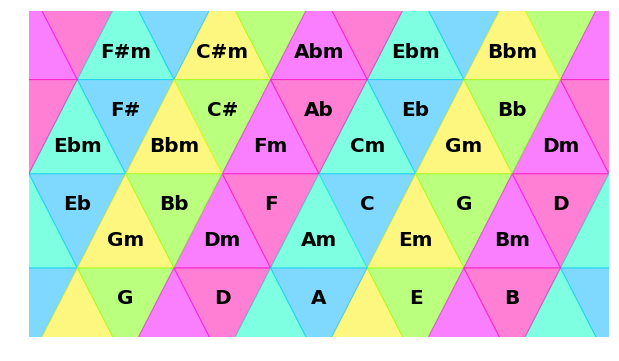 F#m C#m Abm Ebm Bbm
F# C# Ab Eb Bb
Ebm Bbm Fm Cm Gm Dm
Eb Bb F C G D
Gm Dm Am Em Bm
G D A E B